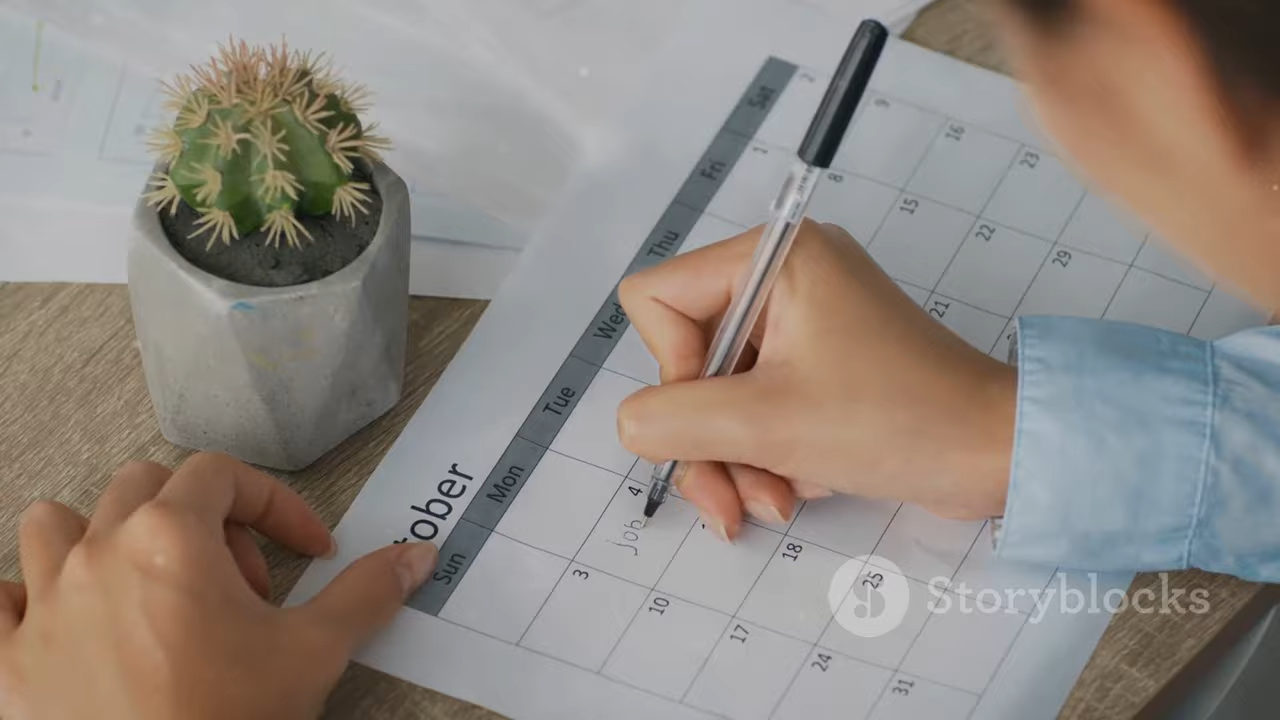 tober
Sun Mon Tue Wed Thu Fri Sat
1 2
3 4 8 9
Job
10 15 16
17 18 21 22 23
24 25 29
31
Storyblocks